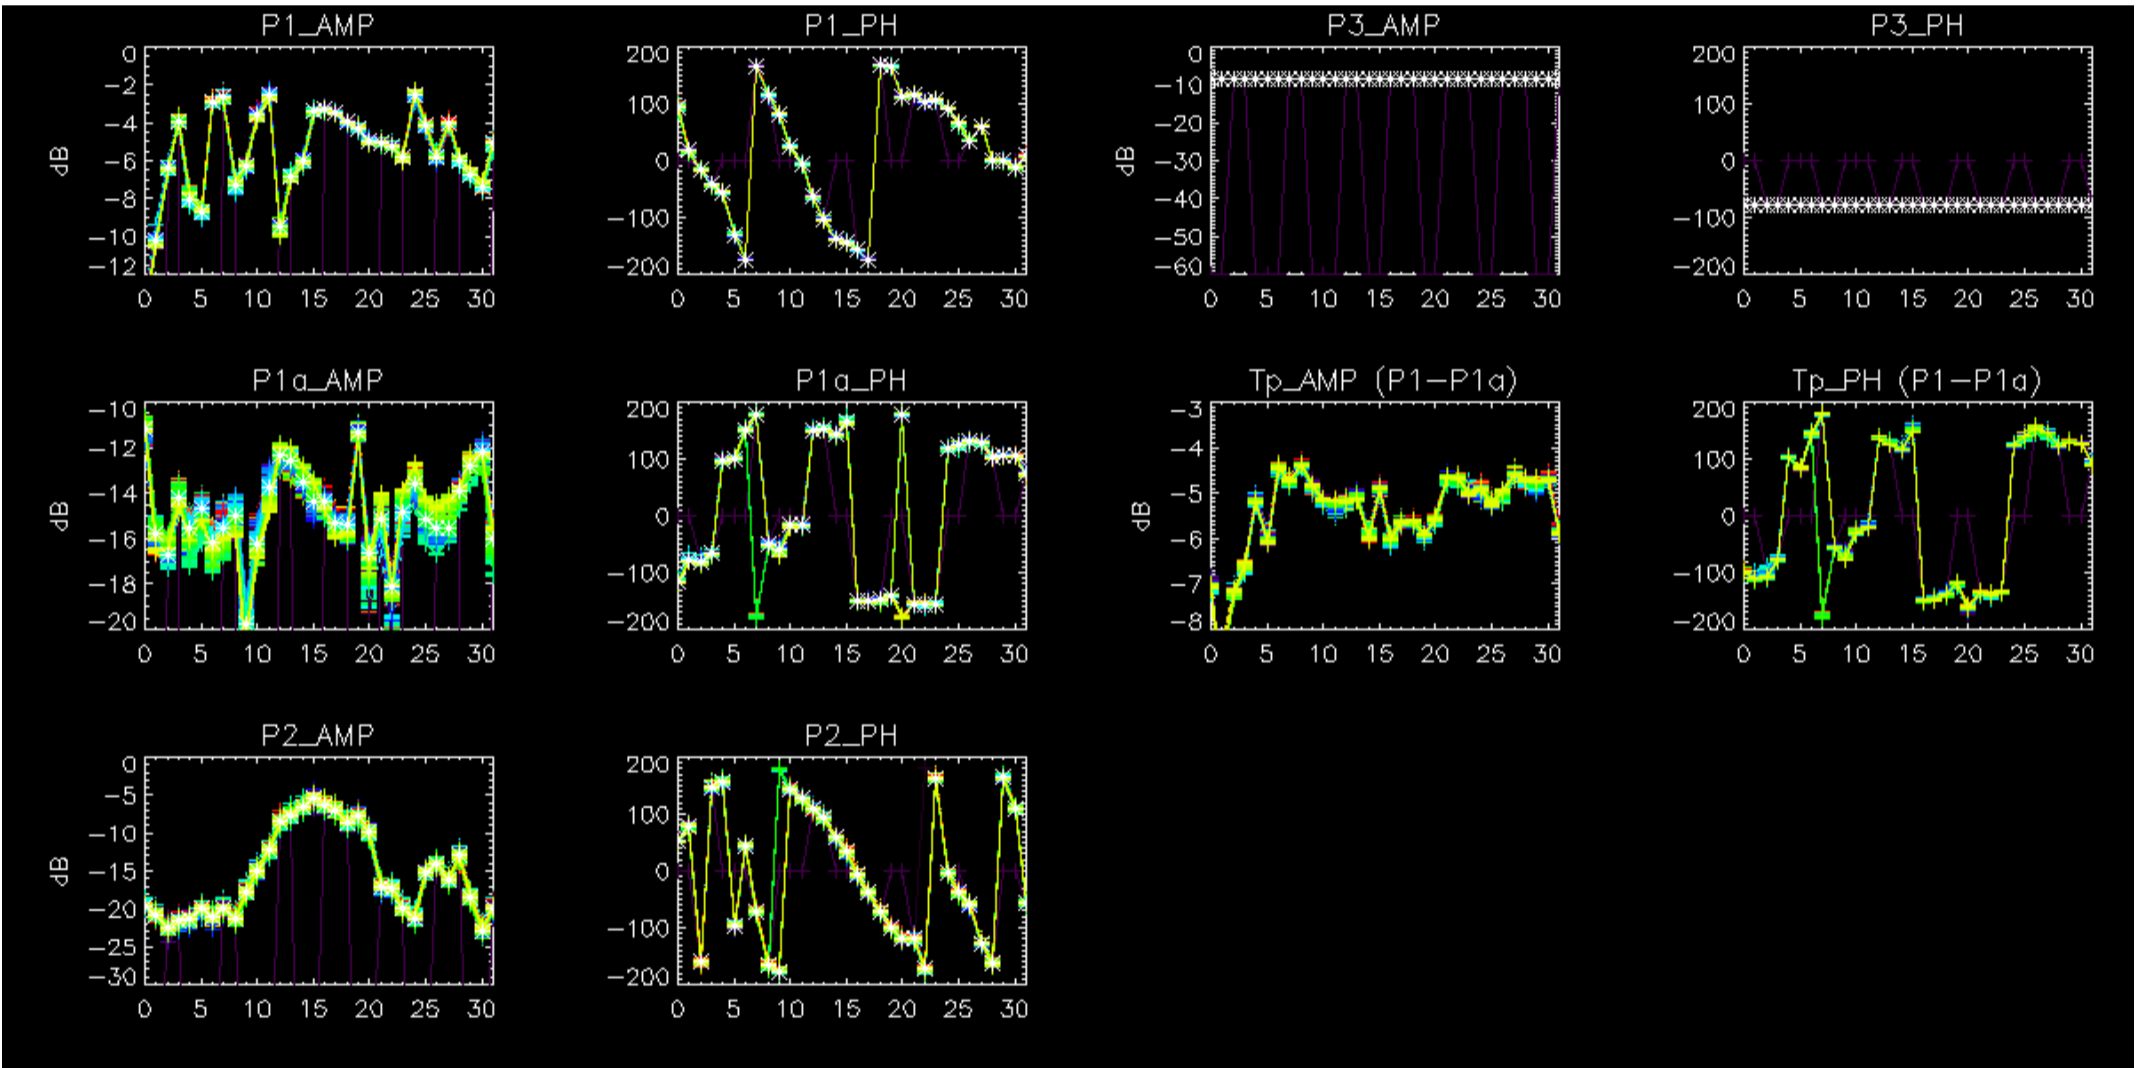 P1_AMP
P1_PH
P3_AMP
P3_PH
0
-2
-4
-6
-8
-10
-12
dB
0 5 10 15 20 25 30
200
100
0
-100
-200
0 5 10 15 20 25 30
0
-10
-20
-30
-40
-50
-60
dB
0 5 10 15 20 25 30
200
100
0
-100
-200
0 5 10 15 20 25 30
P1a_AMP
P1a_PH
Tp_AMP (P1-P1a)
Tp_PH (P1-P1a)
-10
-12
-14
-16
-18
-20
dB
0 5 10 15 20 25 30
200
100
0
-100
-200
0 5 10 15 20 25 30
-3
-4
-5
-6
-7
-8
dB
0 5 10 15 20 25 30
200
100
0
-100
-200
0 5 10 15 20 25 30
P2_AMP
P2_PH
0
-5
-10
-15
-20
-25
-30
dB
0 5 10 15 20 25 30
200
100
0
-100
-200
0 5 10 15 20 25 30